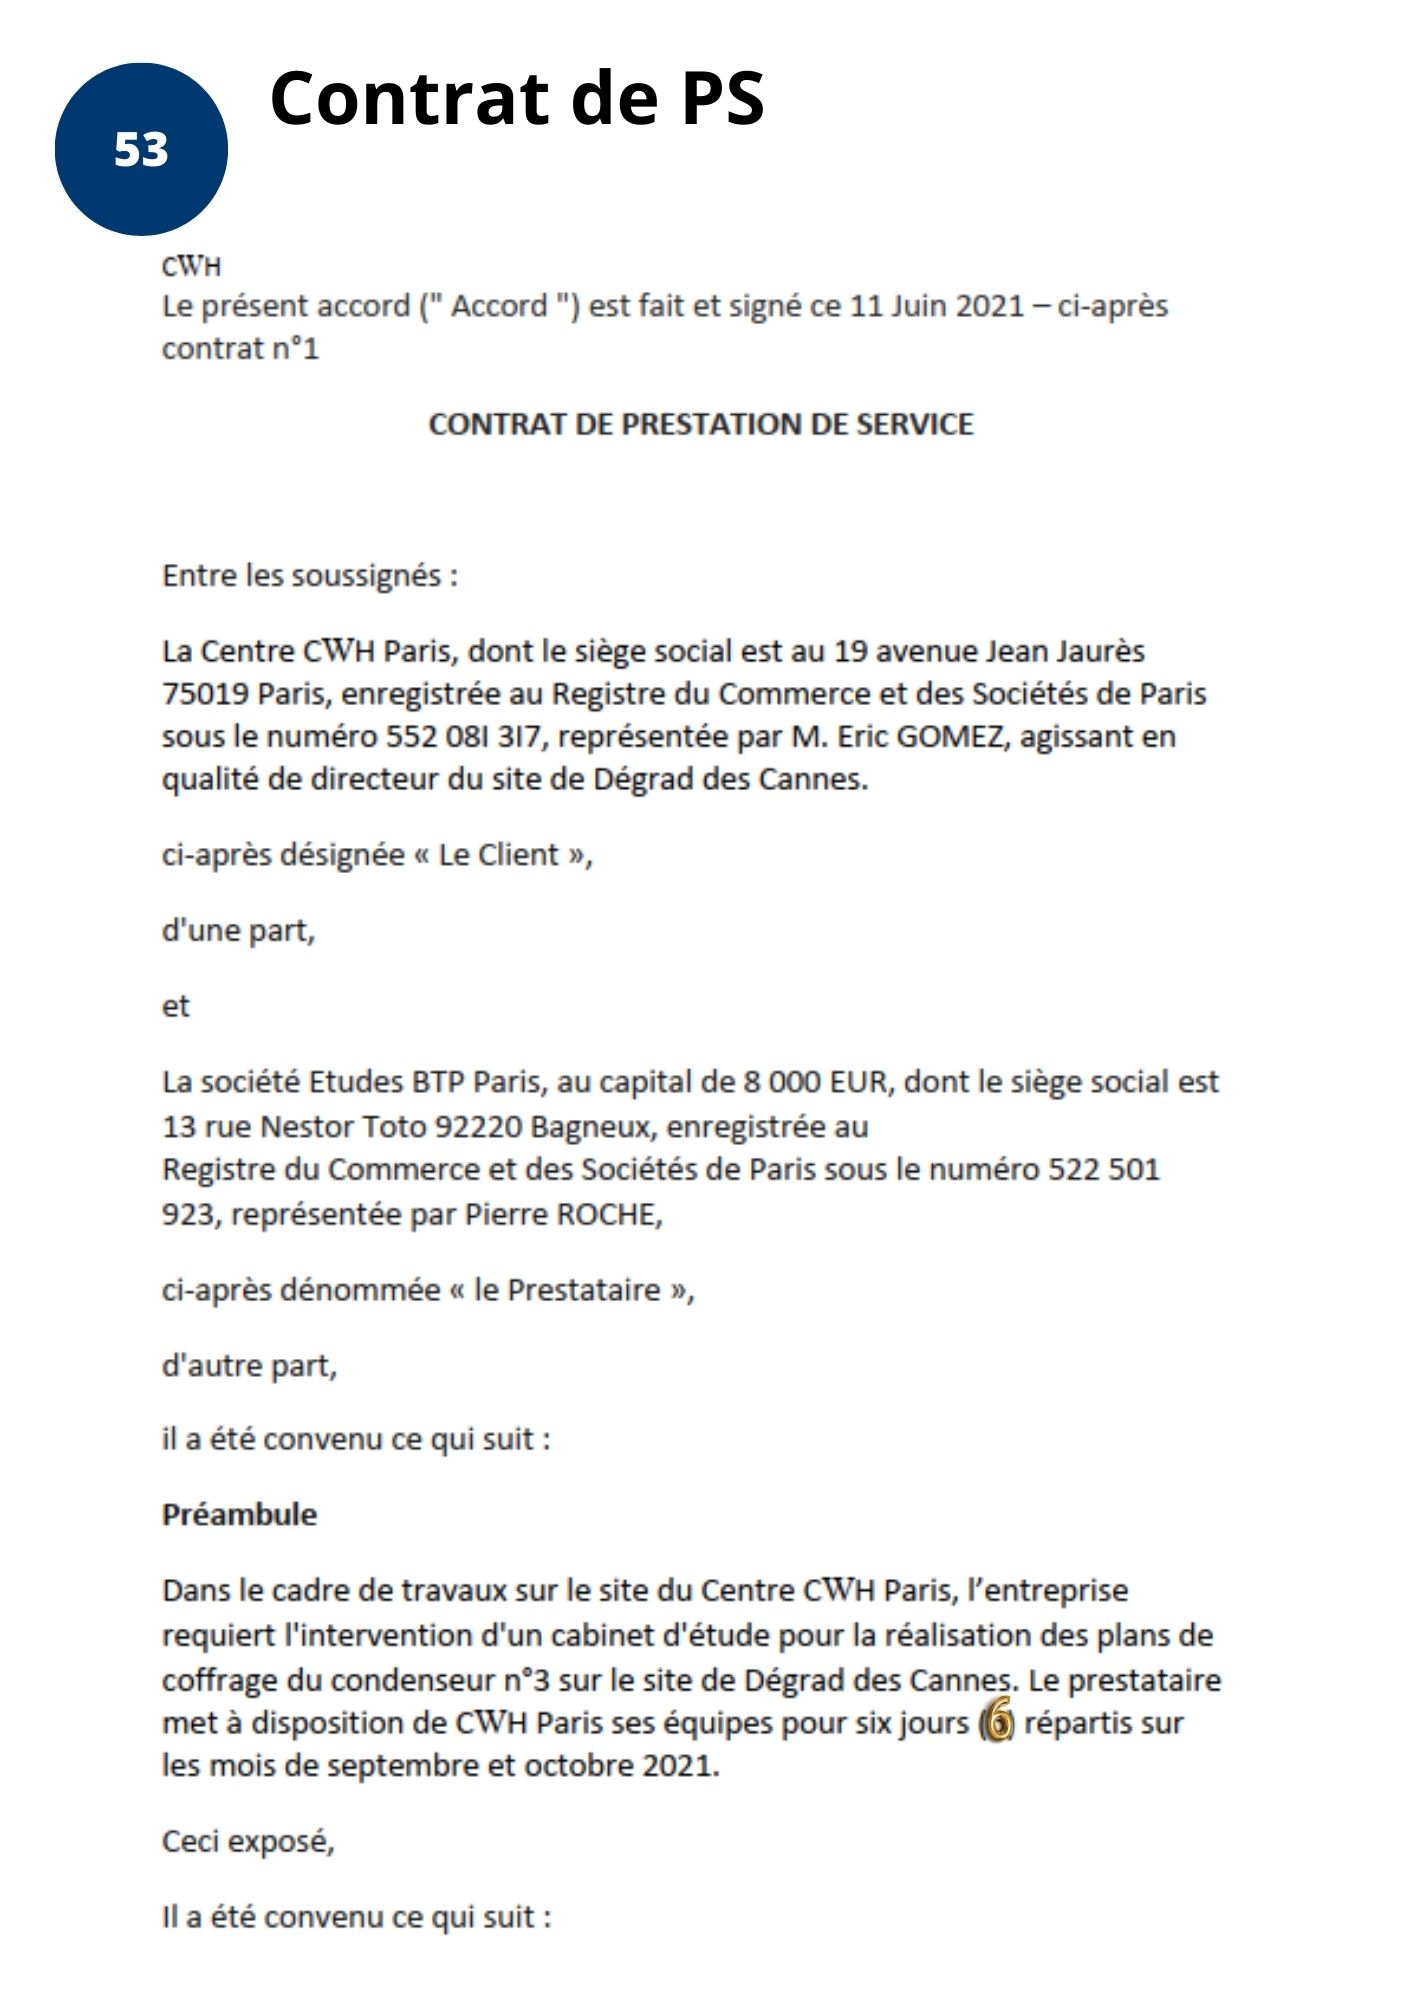 53
Contrat de PS
CWH
Le présent accord (" Accord ") est fait et signé ce 11 Juin 2021 – ci-après
contrat n°1
CONTRAT DE PRESTATION DE SERVICE
Entre les soussignés :
La Centre CWH Paris, dont le siège social est au 19 avenue Jean Jaurès
75019 Paris, enregistrée au Registre du Commerce et des Sociétés de Paris
sous le numéro 552 08I 3I7, représentée par M. Eric GOMEZ, agissant en
qualité de directeur du site de Dégrad des Cannes.
ci-après désignée « Le Client »,
d'une part,
et
La société Etudes BTP Paris, au capital de 8 000 EUR, dont le siège social est
13 rue Nestor Toto 92220 Bagneux, enregistrée au
Registre du Commerce et des Sociétés de Paris sous le numéro 522 501
923, représentée par Pierre ROCHE,
ci-après dénommée « le Prestataire »,
d'autre part,
il a été convenu ce qui suit :
Préambule
Dans le cadre de travaux sur le site du Centre CWH Paris, l’entreprise
requiert l'intervention d'un cabinet d'étude pour la réalisation des plans de
coffrage du condenseur n°3 sur le site de Dégrad des Cannes. Le prestataire
met à disposition de CWH Paris ses équipes pour six jours (6) répartis sur
les mois de septembre et octobre 2021.
Ceci exposé,
Il a été convenu ce qui suit :